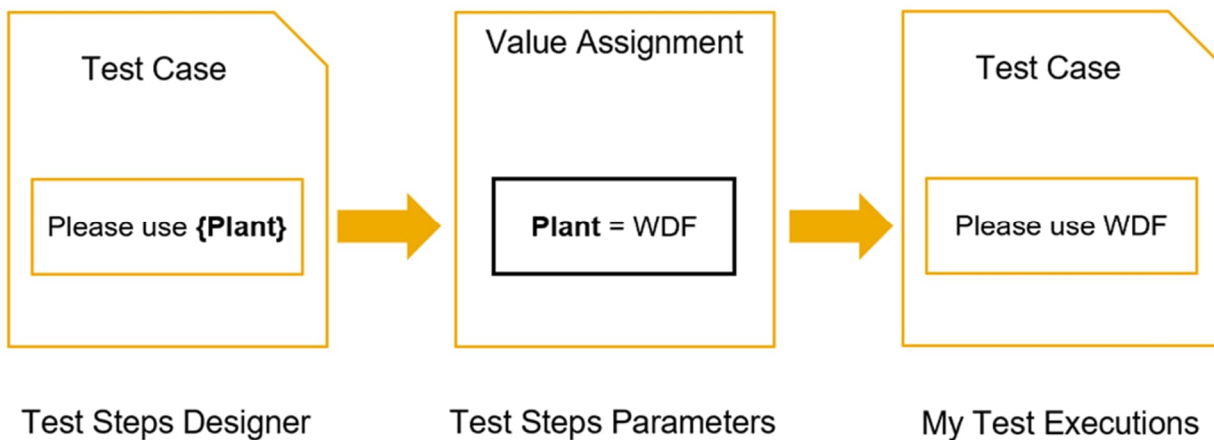 Test Case
Please use {Plant}
Test Steps Designer
Value Assignment
Plant = WDF
Test Steps Parameters
Test Case
Please use WDF
My Test Executions